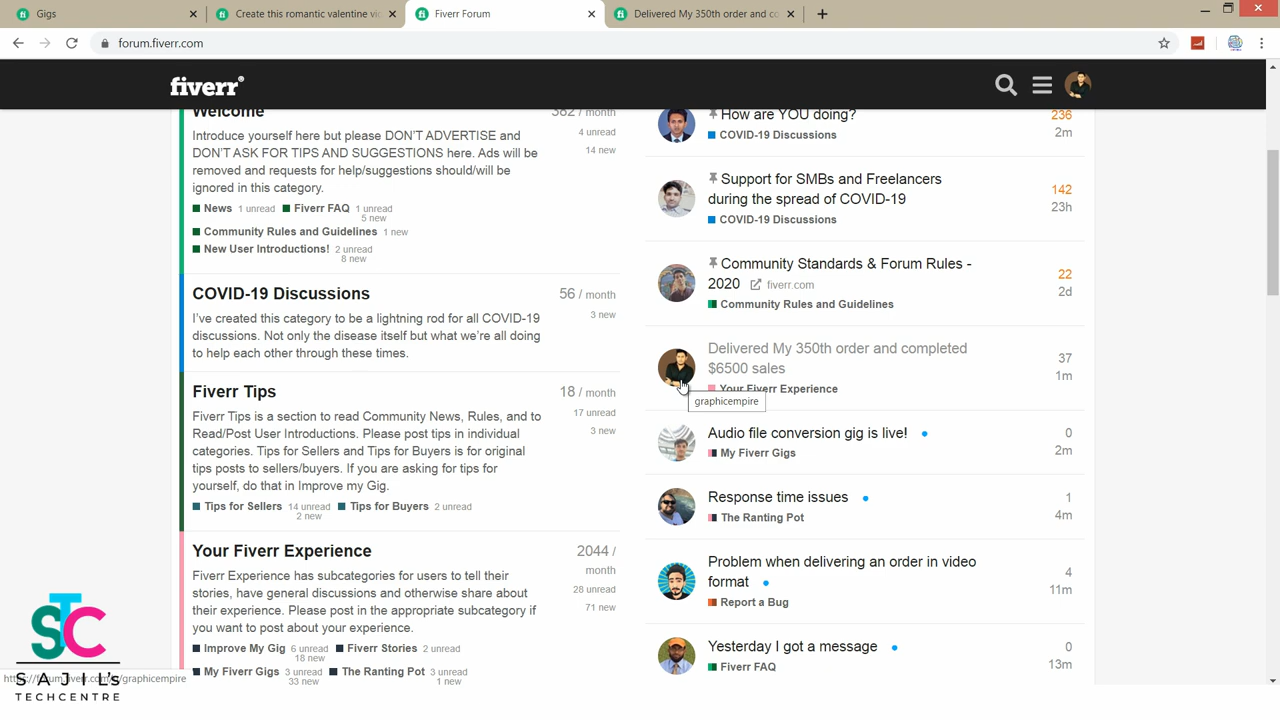 Gigs
Create this romantic valentine vi
Fiverr Forum
Delivered My 350th order and co
forum.fiverr.com
fiverr®
Welcome
382 / month
Introduce yourself here but please DON'T ADVERTISE and
DON'T ASK FOR TIPS AND SUGGESTIONS here. Ads will be
removed and requests for help/suggestions should/will be
ignored in this category.
4 unread
14 new
News 1 unread Fiverr FAQ 1 unread
5 new
Community Rules and Guidelines 1 new
New User Introductions! 2 unread
8 new
COVID-19 Discussions
56 / month
I've created this category to be a lightning rod for all COVID-19
discussions. Not only the disease itself but what we're all doing
to help each other through these times.
3 new
Fiverr Tips
18 / month
Fiverr Tips is a section to read Community News, Rules, and to
Read/Post User Introductions. Please post tips in individual
categories. Tips for Sellers and Tips for Buyers is for original
tips posts to sellers/buyers. If you are asking for tips for
yourself, do that in Improve my Gig.
17 unread
3 new
Tips for Sellers 14 unread Tips for Buyers 2 unread
2 new
Your Fiverr Experience
2044 /
month
Fiverr Experience has subcategories for users to tell their
stories, have general discussions and otherwise share about
their experience. Please post in the appropriate subcategory if
you want to post about your experience.
28 unread
71 new
Improve My Gig 6 unread Fiverr Stories 2 unread
18 new
My Fiverr Gigs 3 unread The Ranting Pot 3 unread
33 new 1 new
How are YOU doing?
COVID-19 Discussions
236
2m
Support for SMBs and Freelancers
during the spread of COVID-19
COVID-19 Discussions
142
23h
Community Standards & Forum Rules -
2020 fiverr.com
Community Rules and Guidelines
22
2d
Delivered My 350th order and completed
$6500 sales
Your Fiverr Experience
37
1m
graphicempire
Audio file conversion gig is live!
My Fiverr Gigs
0
2m
Response time issues
The Ranting Pot
1
4m
Problem when delivering an order in video
format
Report a Bug
4
11m
Yesterday I got a message
Fiverr FAQ
0
13m
STC
SAJIL'S
TECHCENTRE